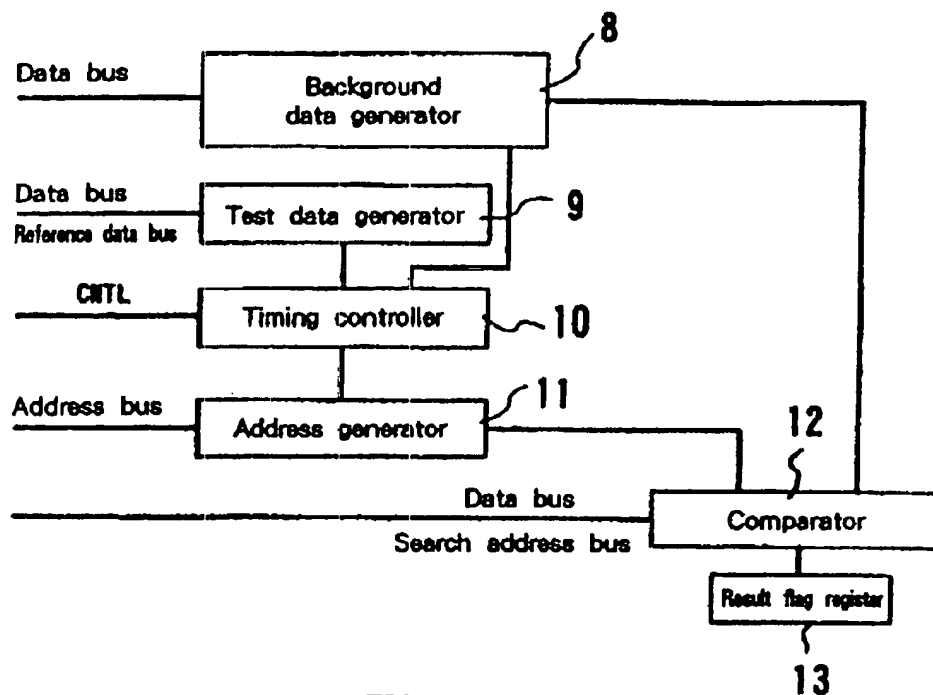 8
Data bus
Background
data generator
Data bus
Test data generator
9
Reference data bus
CNTL
Timing controller
10
Address bus
Address generator
11
12
Data bus
Comparator
Search address bus
Result flag register
13